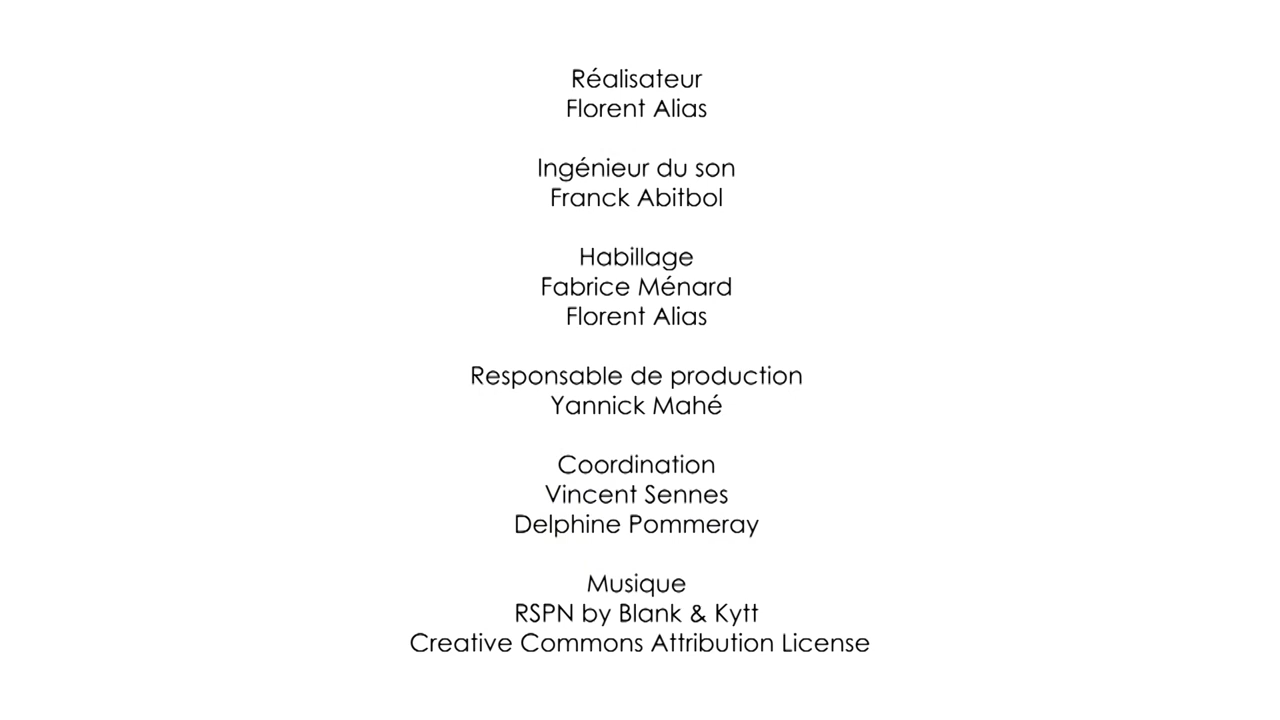 Réalisateur
Florent Alias
Ingénieur du son
Franck Abitbol
Habillage
Fabrice Ménard
Florent Alias
Responsable de production
Yannick Mahé
Coordination
Vincent Sennes
Delphine Pommeray
Musique
RSPN by Blank & Kytt
Creative Commons Attribution License